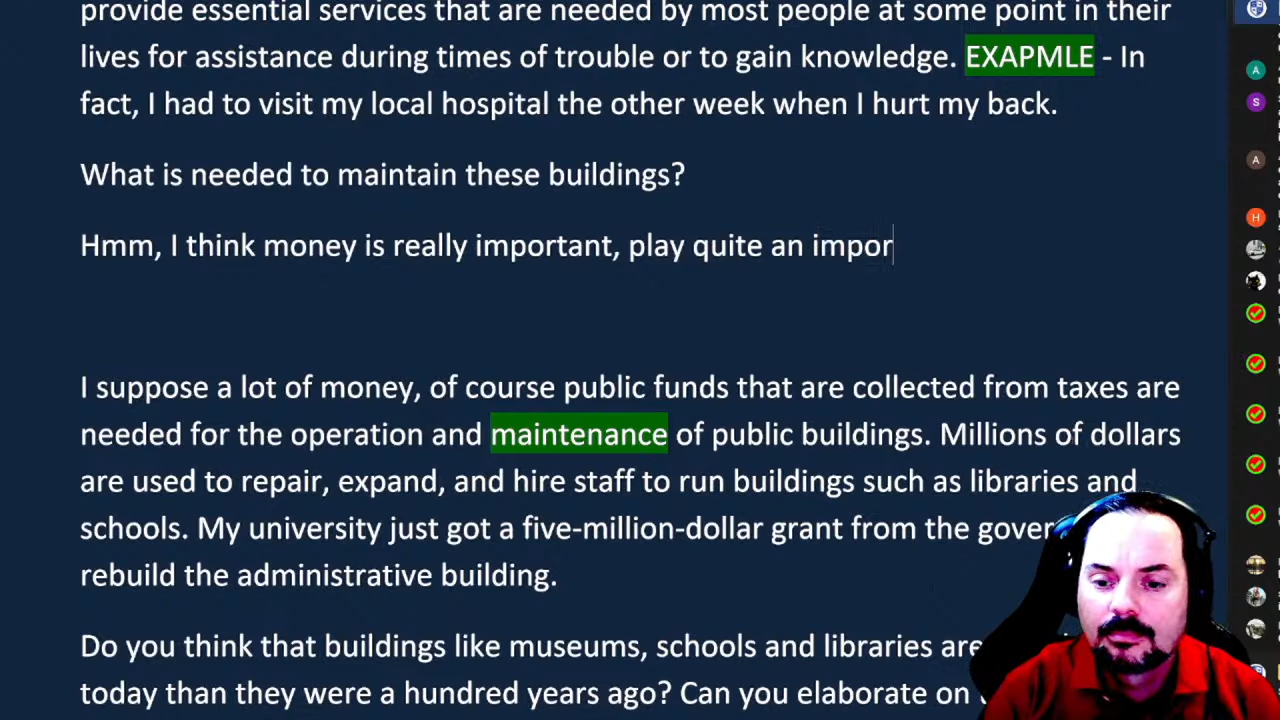 provide essential services that are needed by most people at some point in their
lives for assistance during times of trouble or to gain knowledge. EXAPMLE - In
fact, I had to visit my local hospital the other week when I hurt my back.
What is needed to maintain these buildings?
Hmm, I think money is really important, play quite an impor
I suppose a lot of money, of course public funds that are collected from taxes are
needed for the operation and maintenance of public buildings. Millions of dollars
are used to repair, expand, and hire staff to run buildings such as libraries and
schools. My university just got a five-million-dollar grant from the gover
rebuild the administrative building.
Do you think that buildings like museums, schools and libraries are
today than they were a hundred years ago? Can you elaborate on
A
S
A
H